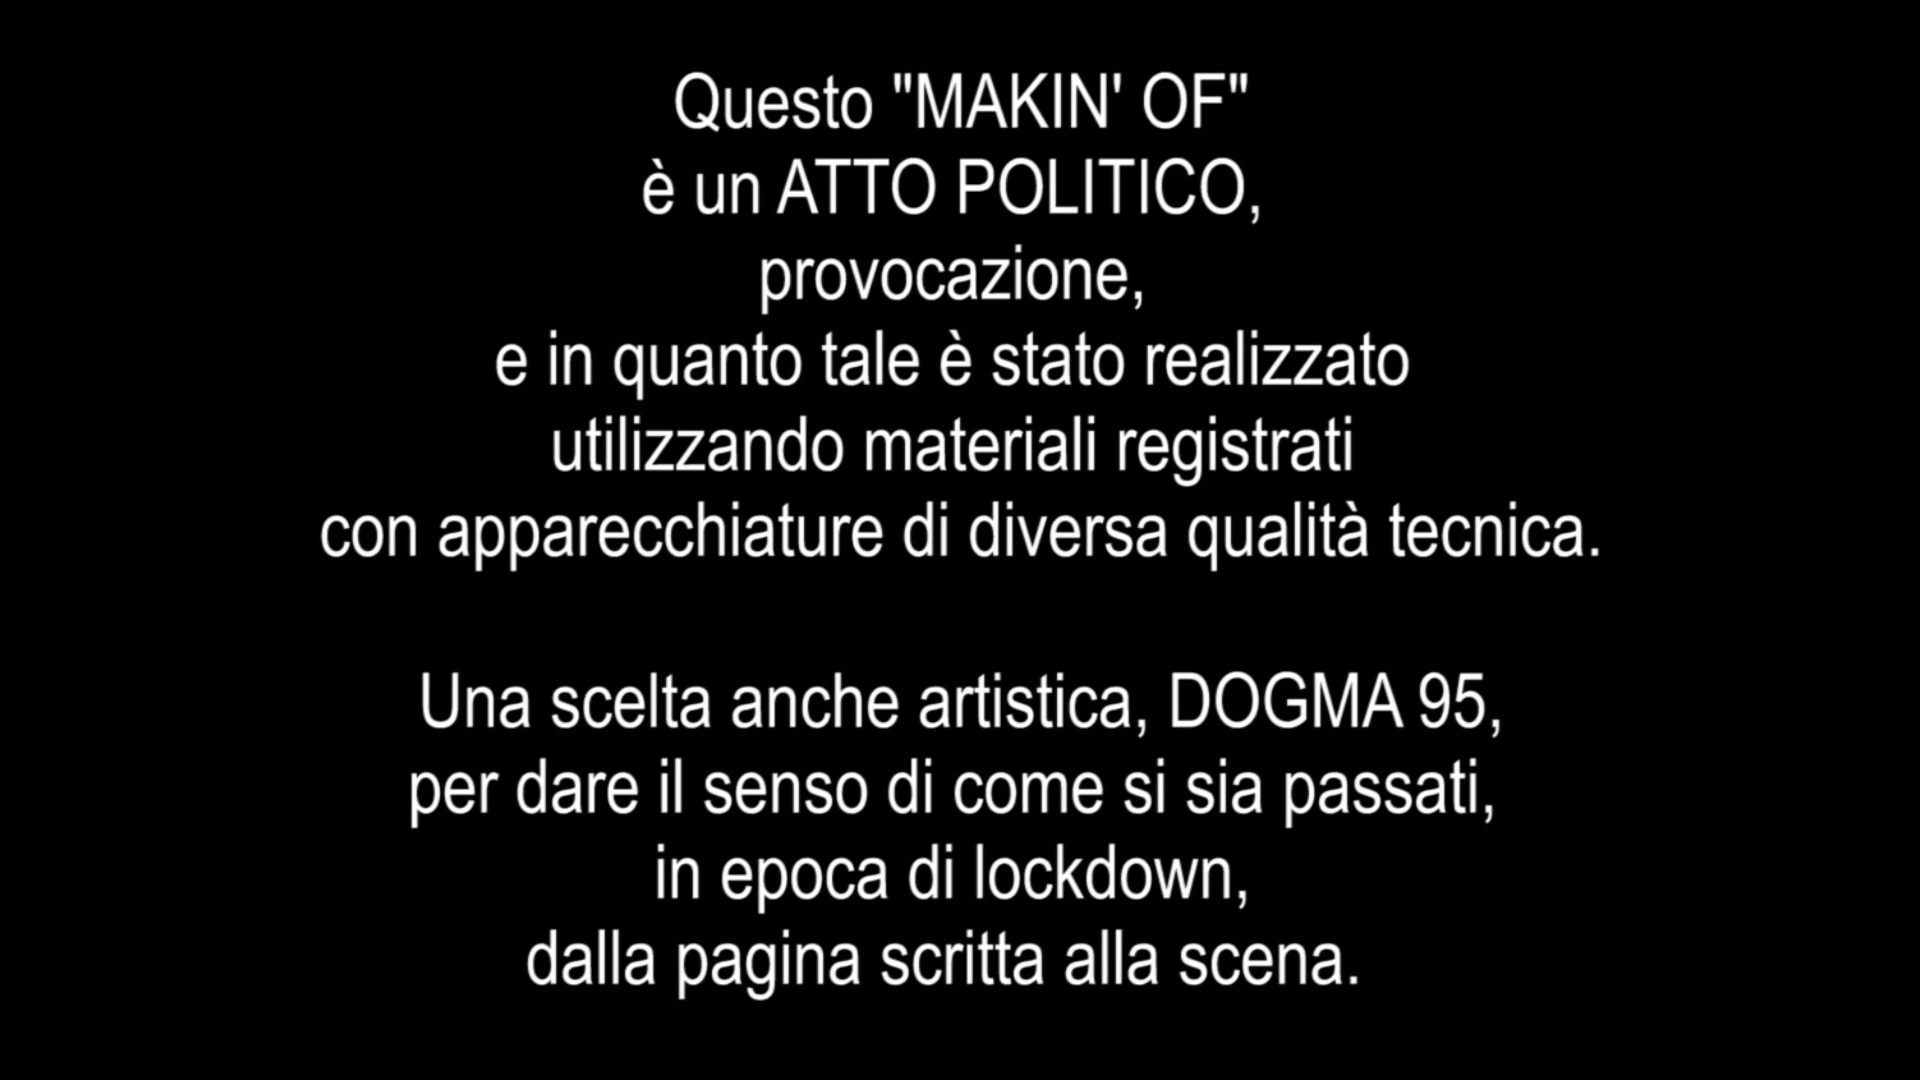 Questo "MAKIN' OF"
è un ATTO POLITICO,
provocazione,
e in quanto tale è stato realizzato
utilizzando materiali registrati
con apparecchiature di diversa qualità tecnica.
Una scelta anche artistica, DOGMA 95,
per dare il senso di come si sia passati,
in epoca di lockdown,
dalla pagina scritta alla scena.